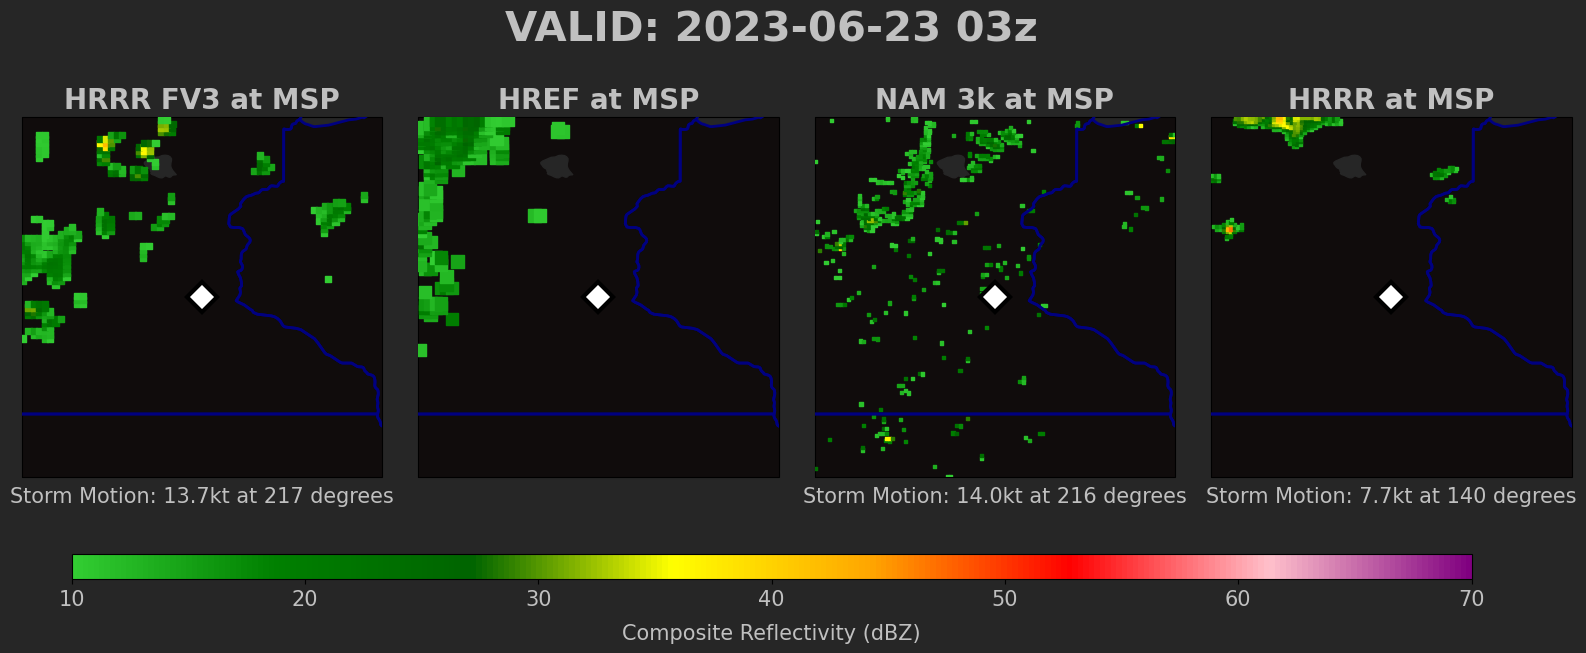 VALID: 2023-06-23 03z
HRRR FV3 at MSP
HREF at MSP
NAM 3k at MSP
HRRR at MSP
Storm Motion: 13.7kt at 217 degrees
Storm Motion: 14.0kt at 216 degrees
Storm Motion: 7.7kt at 140 degrees
10 20 30 40 50 60 70
Composite Reflectivity (dBZ)